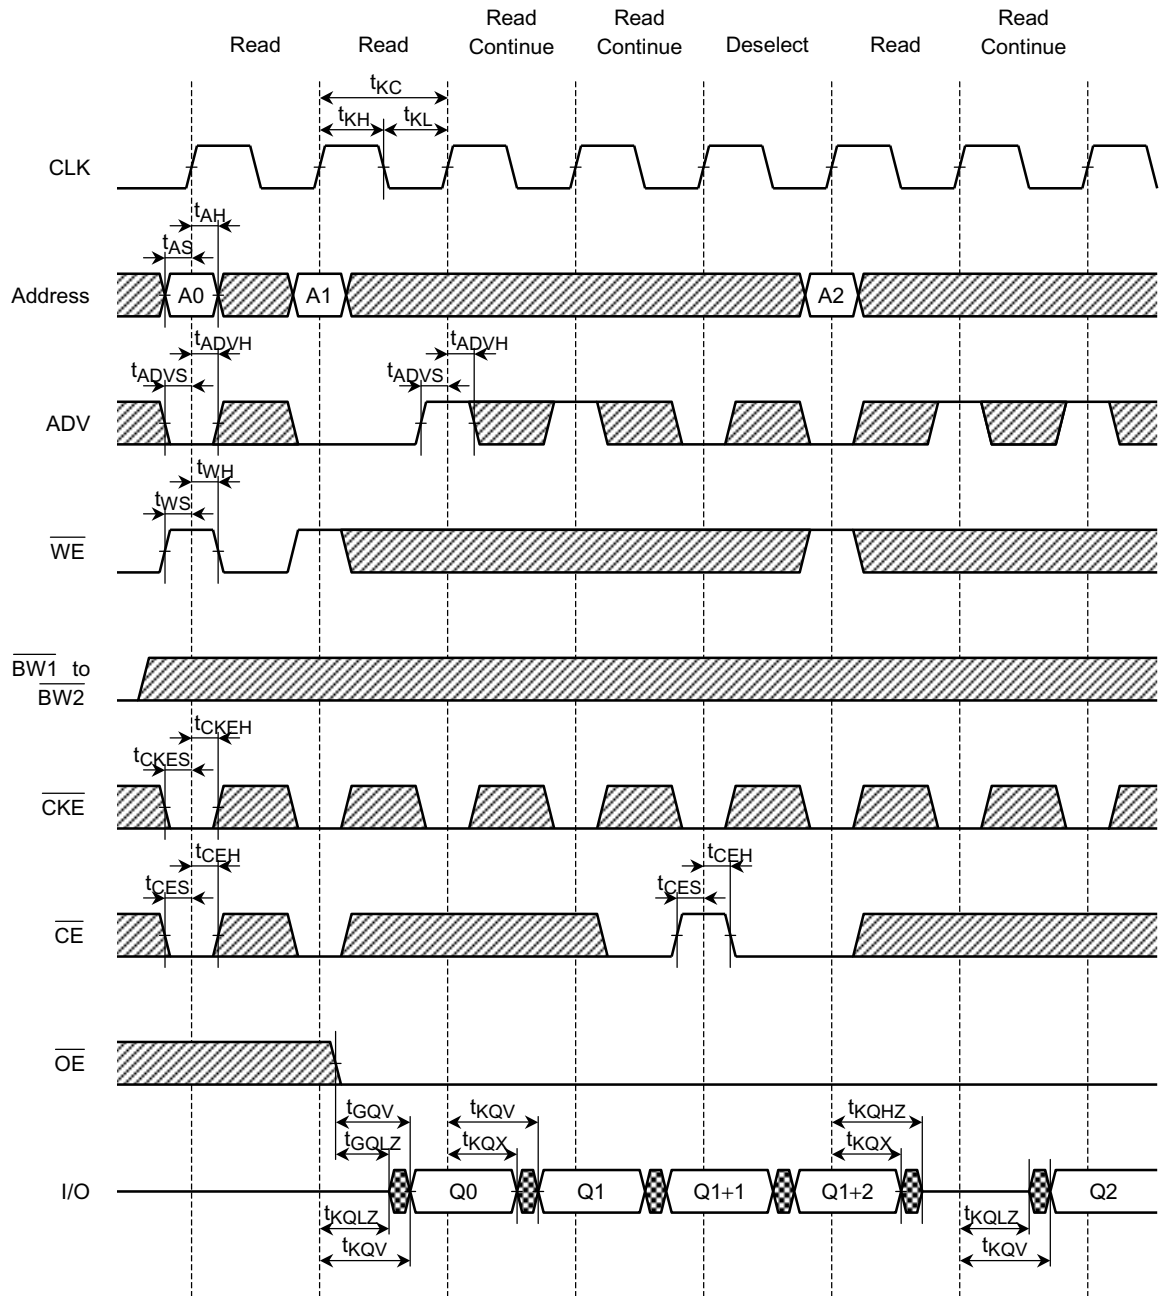 Read Read Read
Read Read Continue Continue Deselect Read Continue
tKC
tKH tKL
CLK
tAH
tAS
Address A0 A1 A2
tADVH tADVH
tADVS tADVS
ADV
tWH
tWS
WE
BW1 to
BW2
tCKEH
tCKES
CKE
tCEH tCEH
tCES tCES
CE
OE
tGQV tKQV tKQHZ
tGQLZ tKQX tKQX
I/O Q0 Q1 Q1+1 Q1+2 Q2
tKQLZ tKQLZ
tKQV tKQV